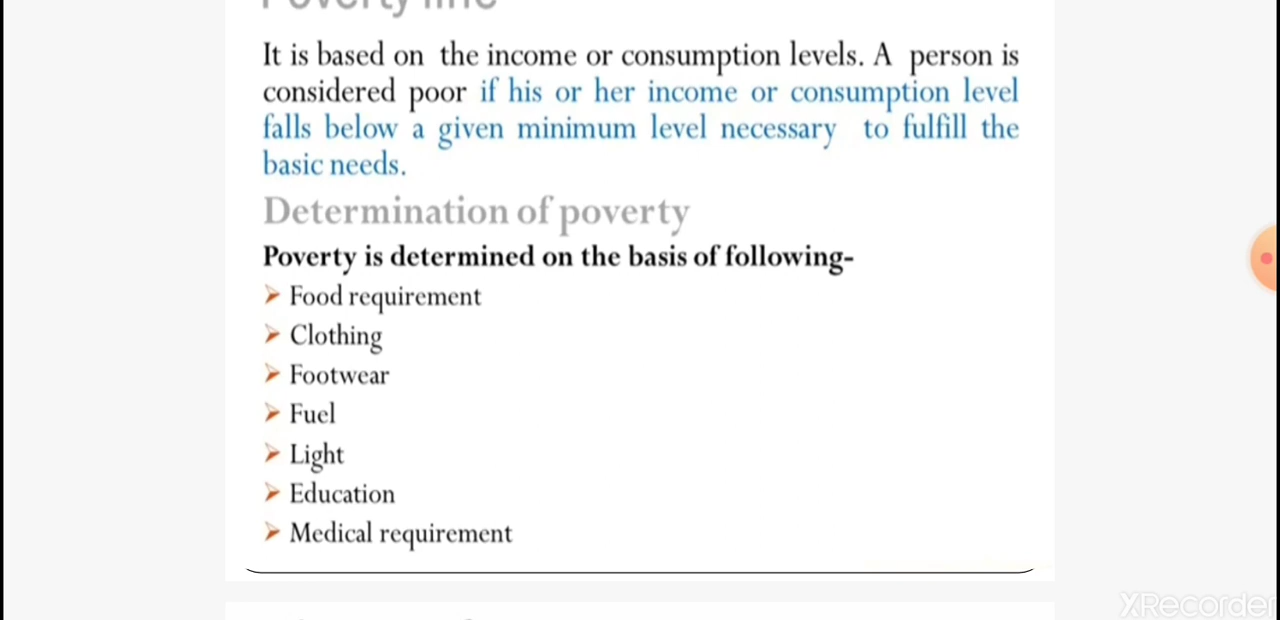 Poverty line
It is based on the income or consumption levels. A person is
considered poor if his or her income or consumption level
falls below a given minimum level necessary to fulfill the
basic needs.
Determination of poverty
Poverty is determined on the basis of following-
➢ Food requirement
➢ Clothing
➢ Footwear
➢ Fuel
➢ Light
➢ Education
➢ Medical requirement
XRecorder